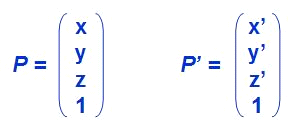 P = ( x y z 1 )
P’ = ( x’ y’ z’ 1 )